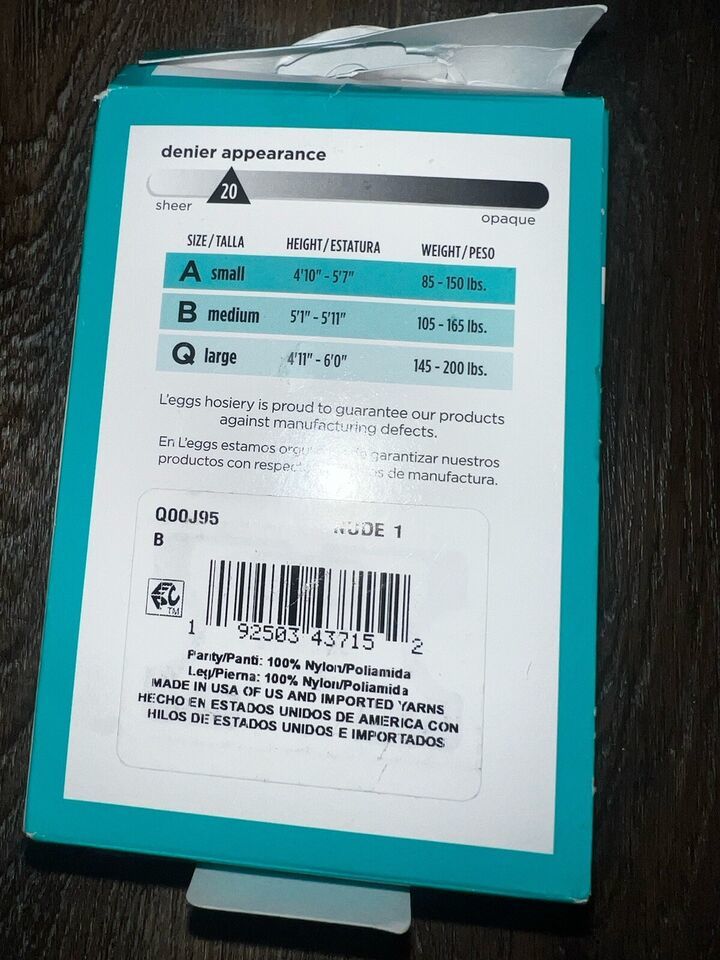 denier appearance
20
sheer
opaque
SIZE/TALLA HEIGHT/ESTATURA WEIGHT/PESO
A small 4'10" - 5'7" 85 - 150 lbs.
B medium 5'1" - 5'11" 105 - 165 lbs.
Q large 4'11" - 6'0" 145 - 200 lbs.
L'eggs hosiery is proud to guarantee our products
against manufacturing defects.
En L'eggs estamos de garantizar nuestros
productos con de manufactura.
Q00J95 NUDE 1
B
TM
1 92503 43715 2
Panty/Panti: 100% Nylon/Poliamida
Leg/Pierna: 100% Nylon/Poliamida
MADE IN USA OF US AND IMPORTED YARNS
HECHO EN ESTADOS UNIDOS DE AMERICA CON
HILOS DE ESTADOS UNIDOS E IMPORTADOS